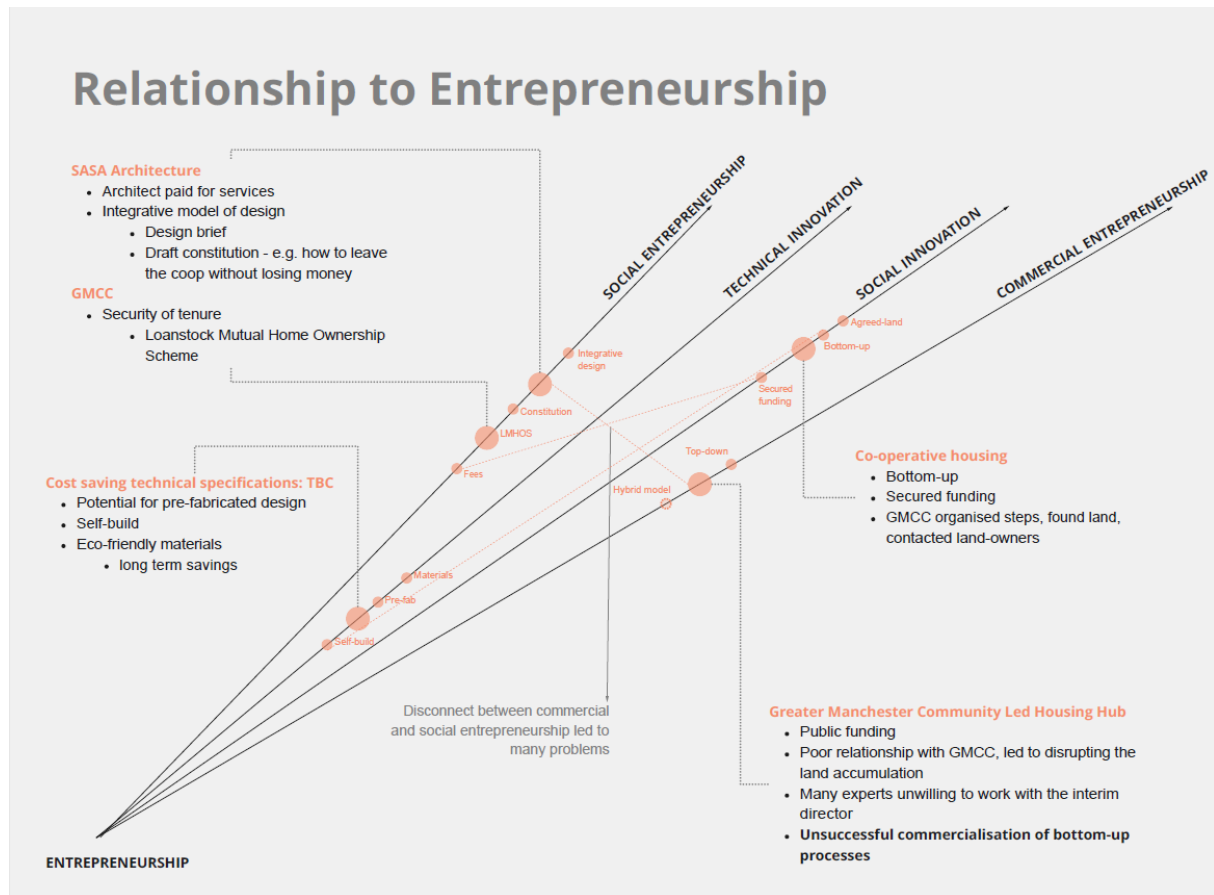 Relationship to Entrepreneurship
SASA Architecture
• Architect paid for services
• Integrative model of design
• Design brief
• Draft constitution - e.g. how to leave
the coop without losing money
GMCC
• Security of tenure
• Loanstock Mutual Home Ownership
Scheme
Cost saving technical specifications: TBC
• Potential for pre-fabricated design
• Self-build
• Eco-friendly materials
• long term savings
SOCIAL ENTREPRENEURSHIP
TECHNICAL INNOVATION
SOCIAL INNOVATION
COMMERCIAL ENTREPRENEURSHIP
Integrative
design
Constitution
LMHOS
Fees
Agreed-land
Bottom-up
Secured
funding
Top-down
Hybrid model
Materials
Pre-fab
Self-build
Co-operative housing
• Bottom-up
• Secured funding
• GMCC organised steps, found land,
contacted land-owners
Disconnect between commercial
and social entrepreneurship led to
many problems
Greater Manchester Community Led Housing Hub
• Public funding
• Poor relationship with GMCC, led to disrupting the
land accumulation
• Many experts unwilling to work with the interim
director
• Unsuccessful commercialisation of bottom-up
processes
ENTREPRENEURSHIP